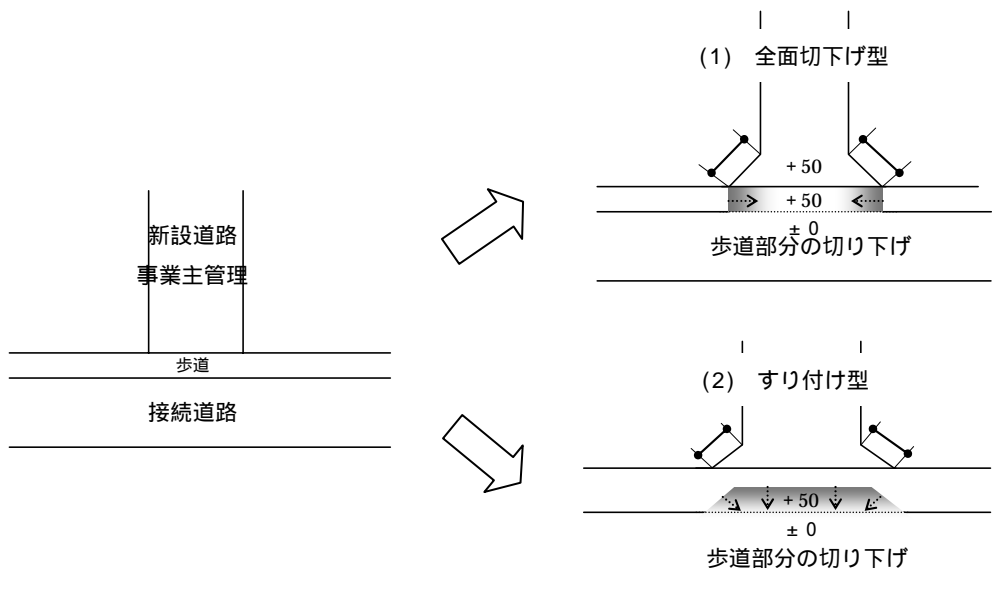 新設道路
事業主管理
歩道
接続道路
(1) 全面切下げ型
+50
+50
± 0
歩道部分の切り下げ
(2) すり付け型
+50
± 0
歩道部分の切り下げ